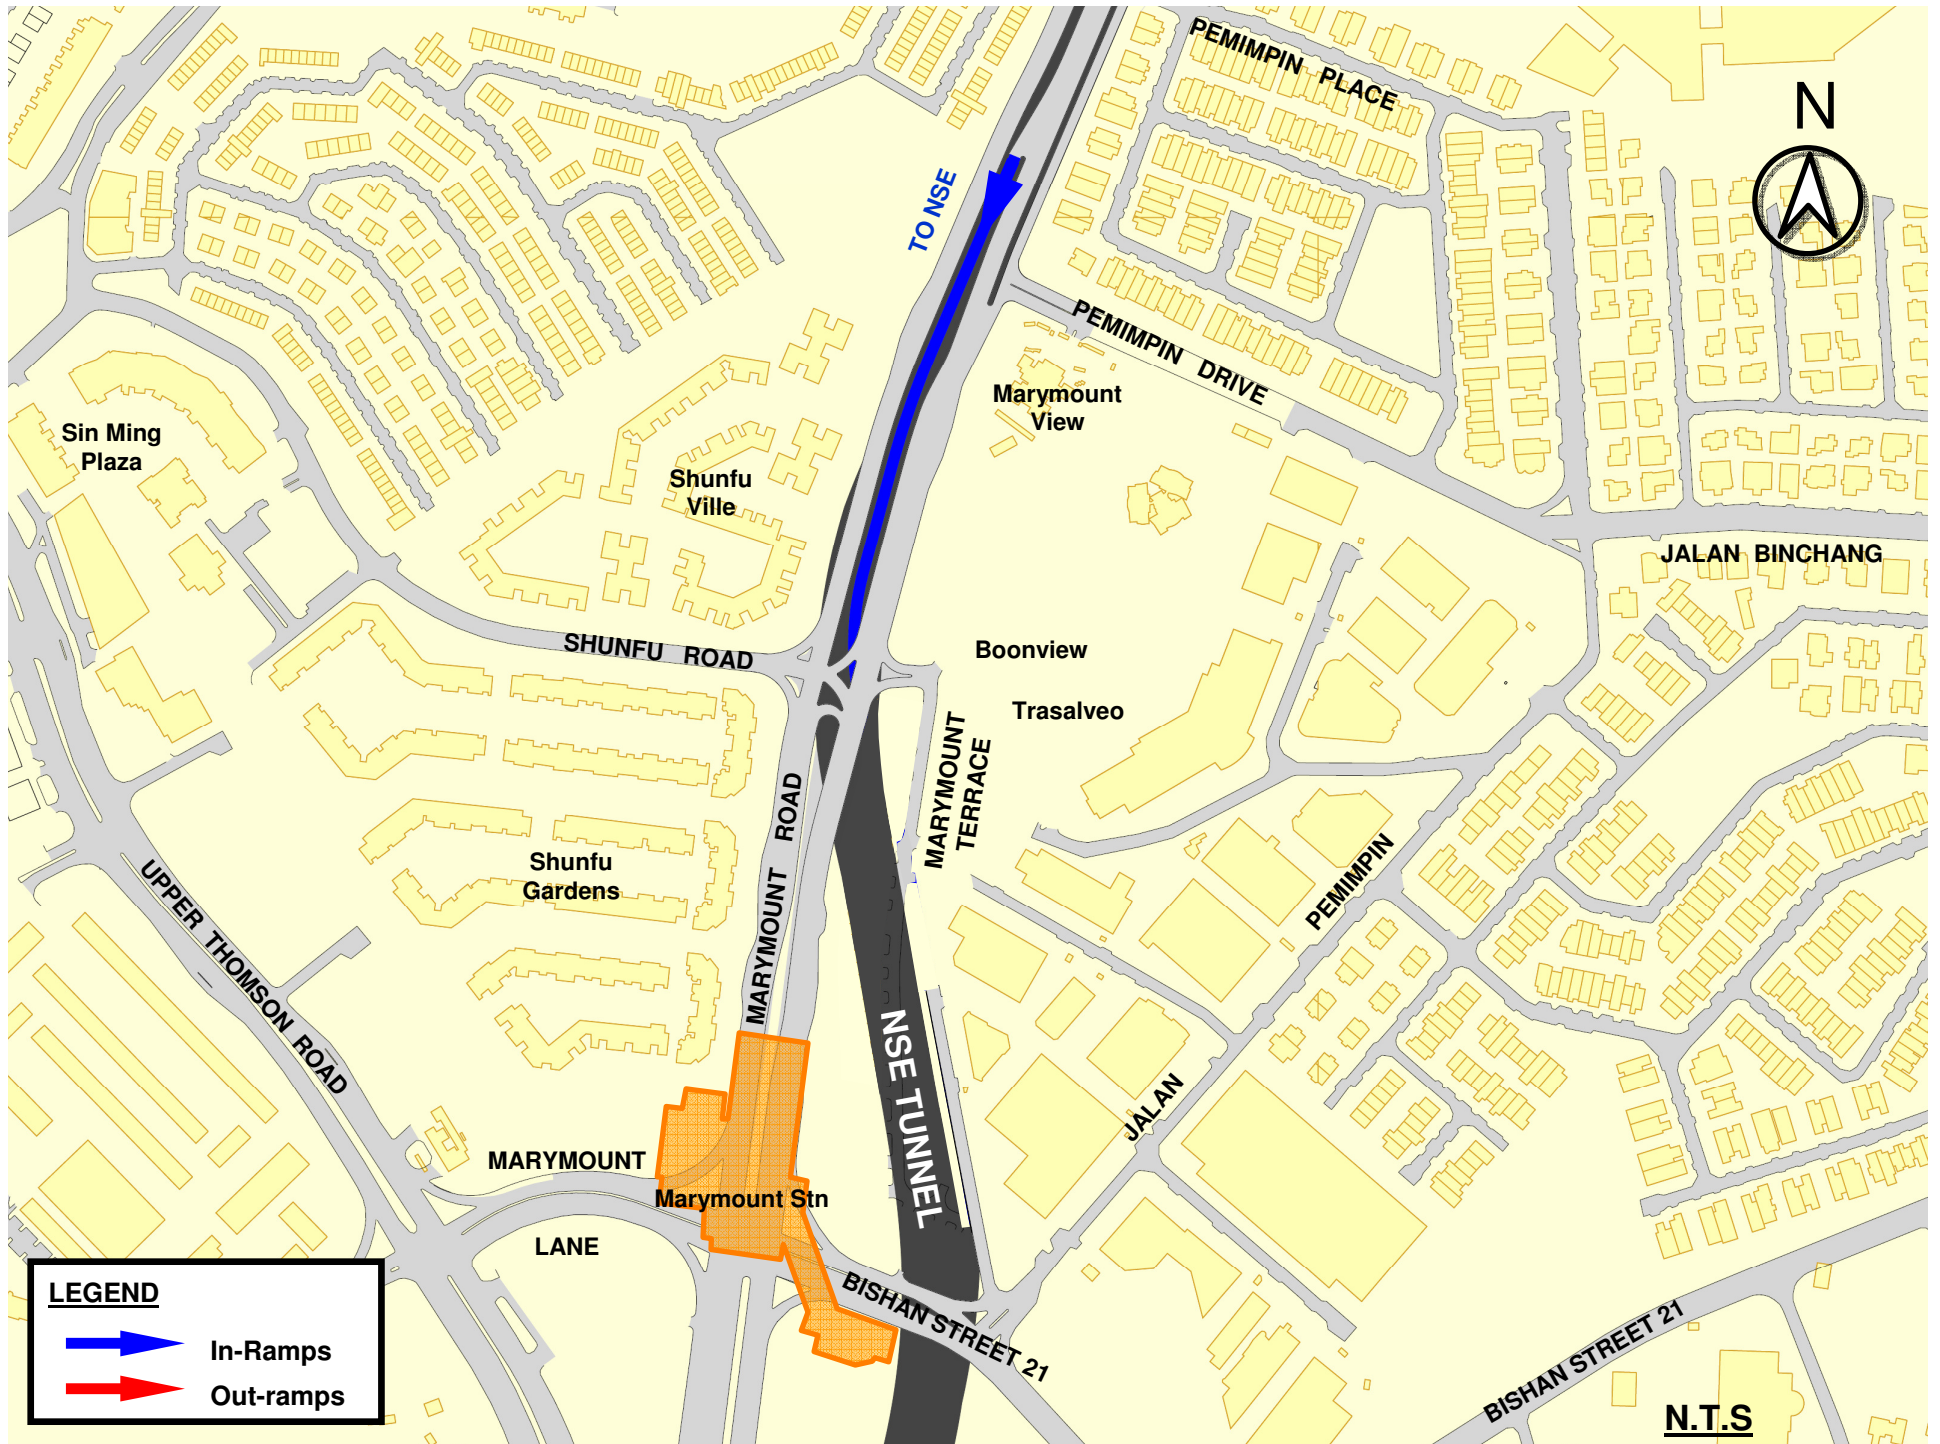 PEMIMPIN PLACE
N
TO NSE
PEMIMPIN DRIVE
Marymount
View
Sin Ming
Plaza
Shunfu
Ville
JALAN BINCHANG
SHUNFU ROAD
Boonview
Trasalveo
MARYMOUNT
TERRACE
MARYMOUNT ROAD
Shunfu
Gardens
UPPER THOMSON ROAD
JALAN PEMIMPIN
NSE TUNNEL
MARYMOUNT
Marymount Stn
LANE
BISHAN STREET 21
BISHAN STREET 21
LEGEND
In-Ramps
Out-ramps
N.T.S